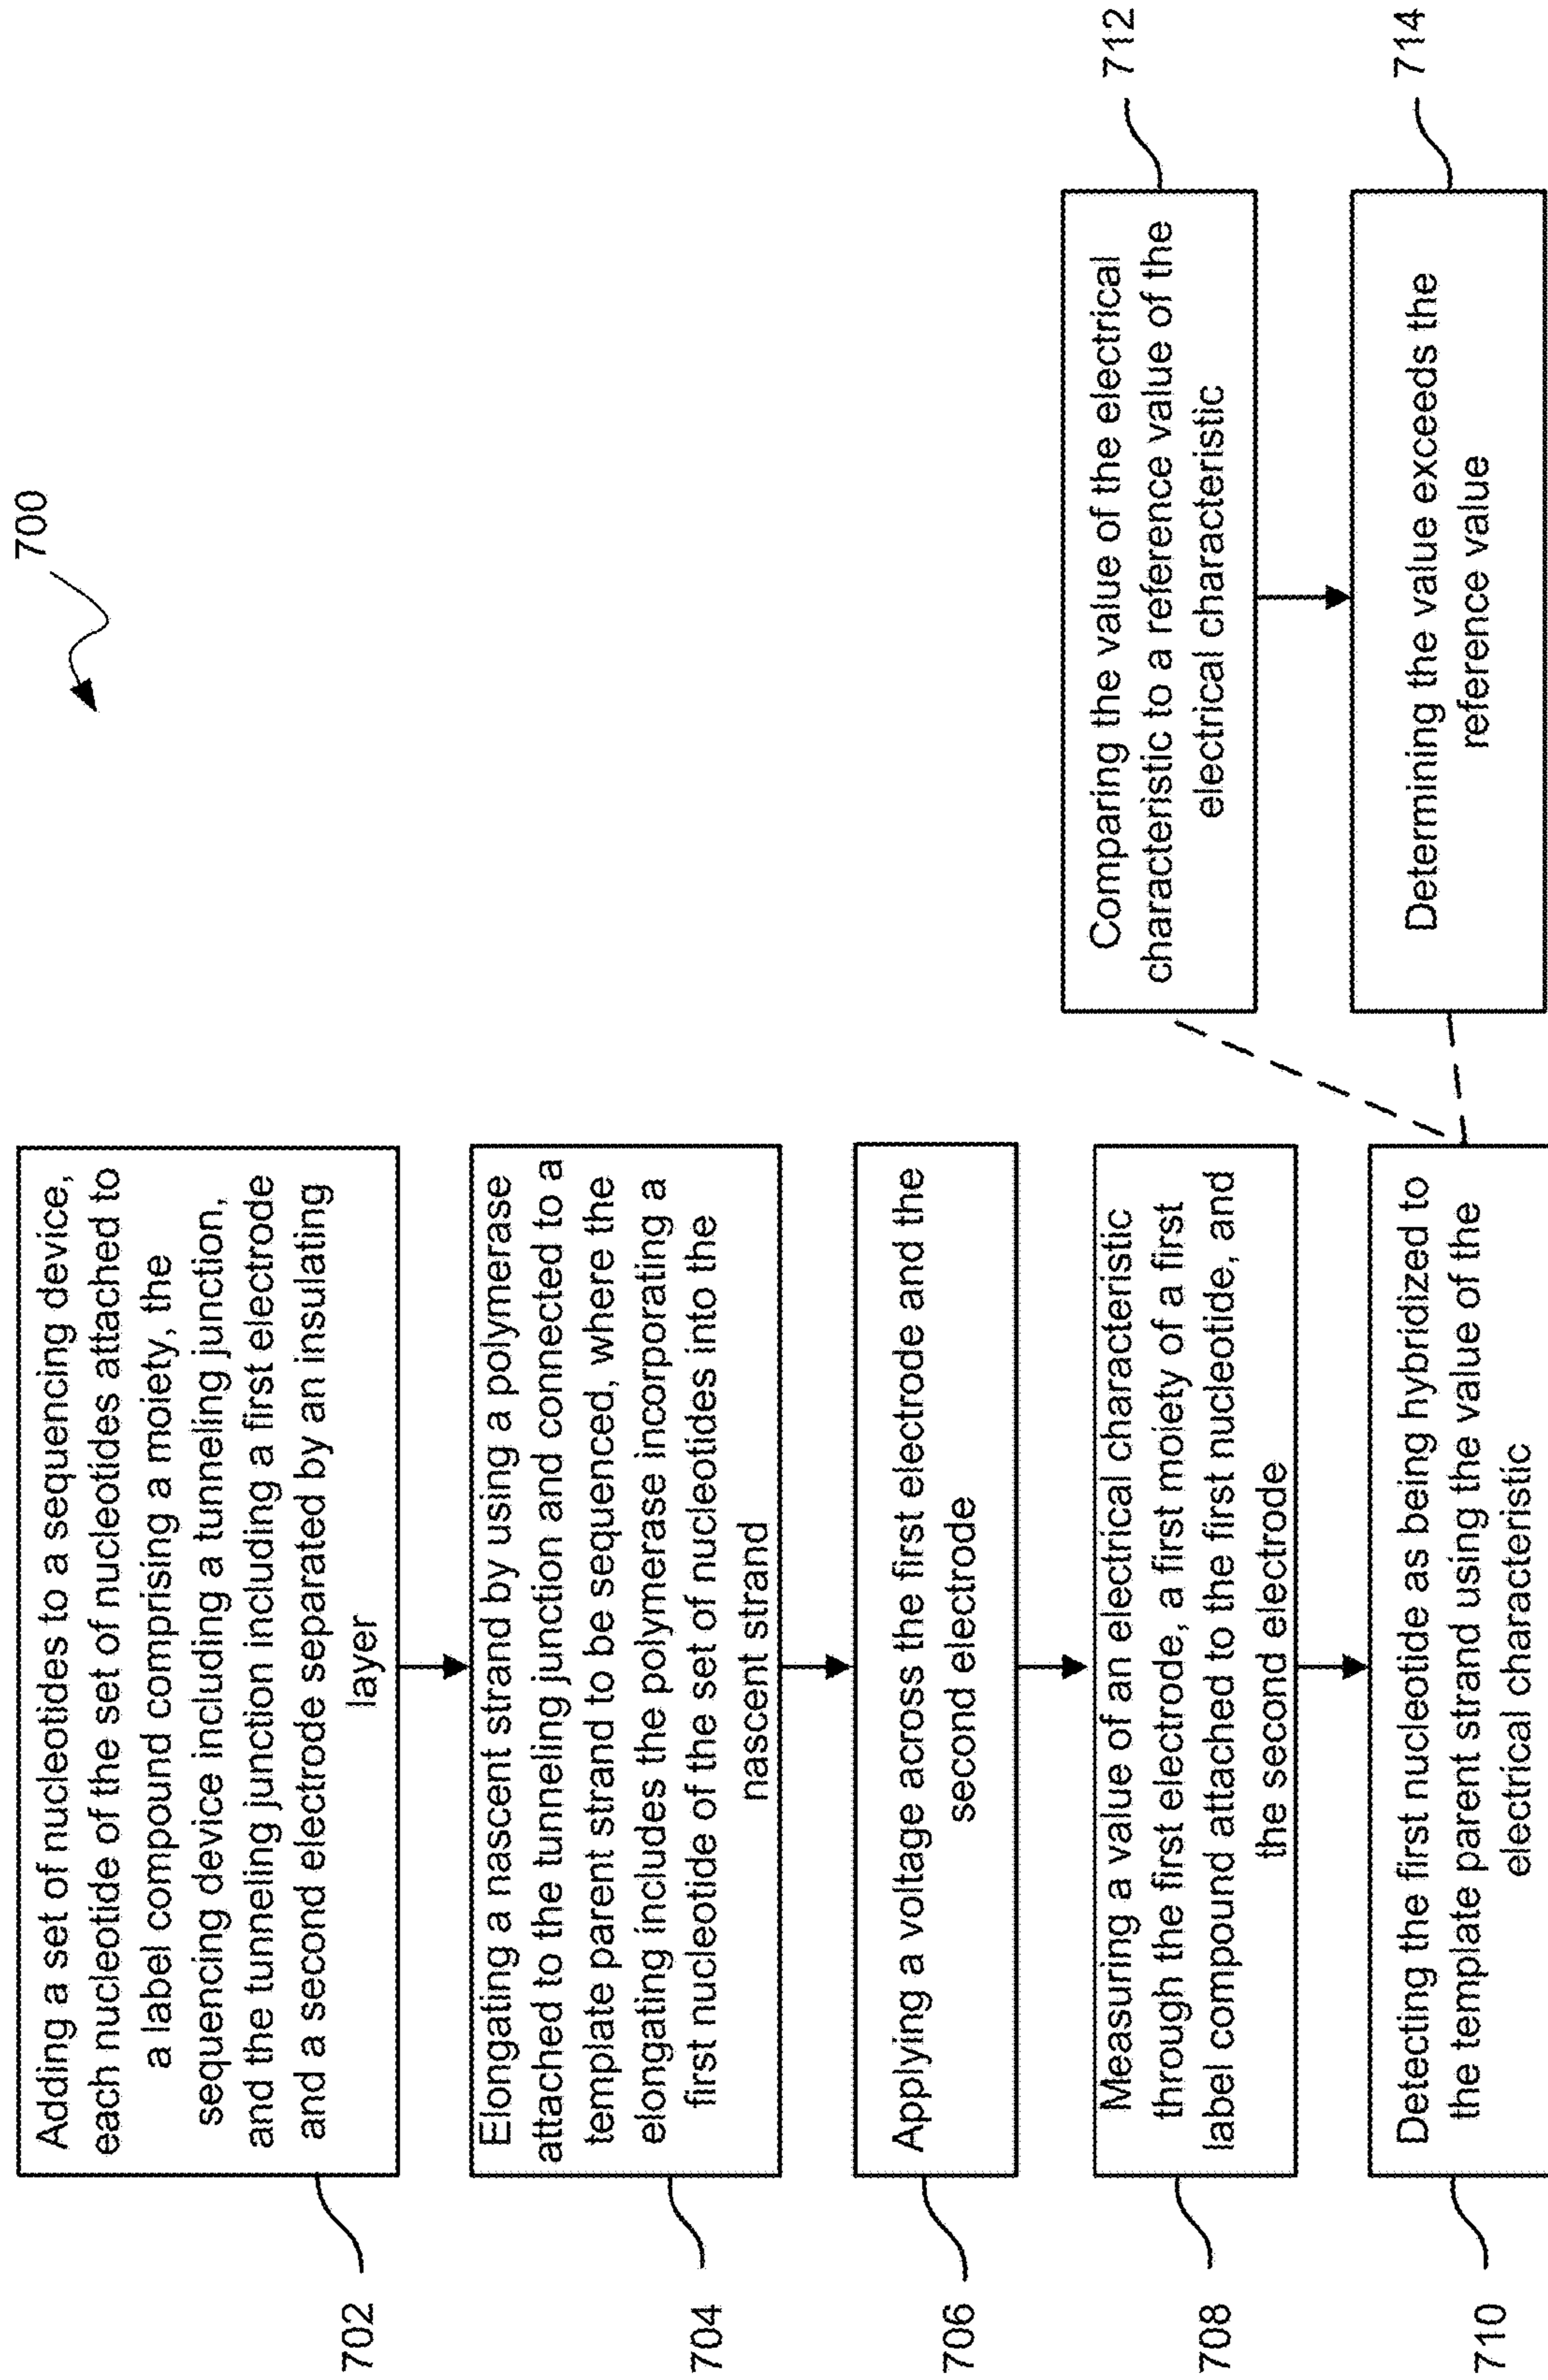 700
702
Adding a set of nucleotides to a sequencing device,
each nucleotide of the set of nucleotides attached to
a label compound comprising a moiety, the
sequencing device including a tunneling junction,
and the tunneling junction including a first electrode
and a second electrode separated by an insulating
layer
704
Elongating a nascent strand by using a polymerase
attached to the tunneling junction and connected to a
template parent strand to be sequenced, where the
elongating includes the polymerase incorporating a
first nucleotide of the set of nucleotides into the
nascent strand
706
Applying a voltage across the first electrode and the
second electrode
708
Measuring a value of an electrical characteristic
through the first electrode, a first moiety of a first
label compound attached to the first nucleotide, and
the second electrode
710
Detecting the first nucleotide as being hybridized to
the template parent strand using the value of the
electrical characteristic
712
Comparing the value of the electrical
characteristic to a reference value of the
electrical characteristic
714
Determining the value exceeds the
reference value